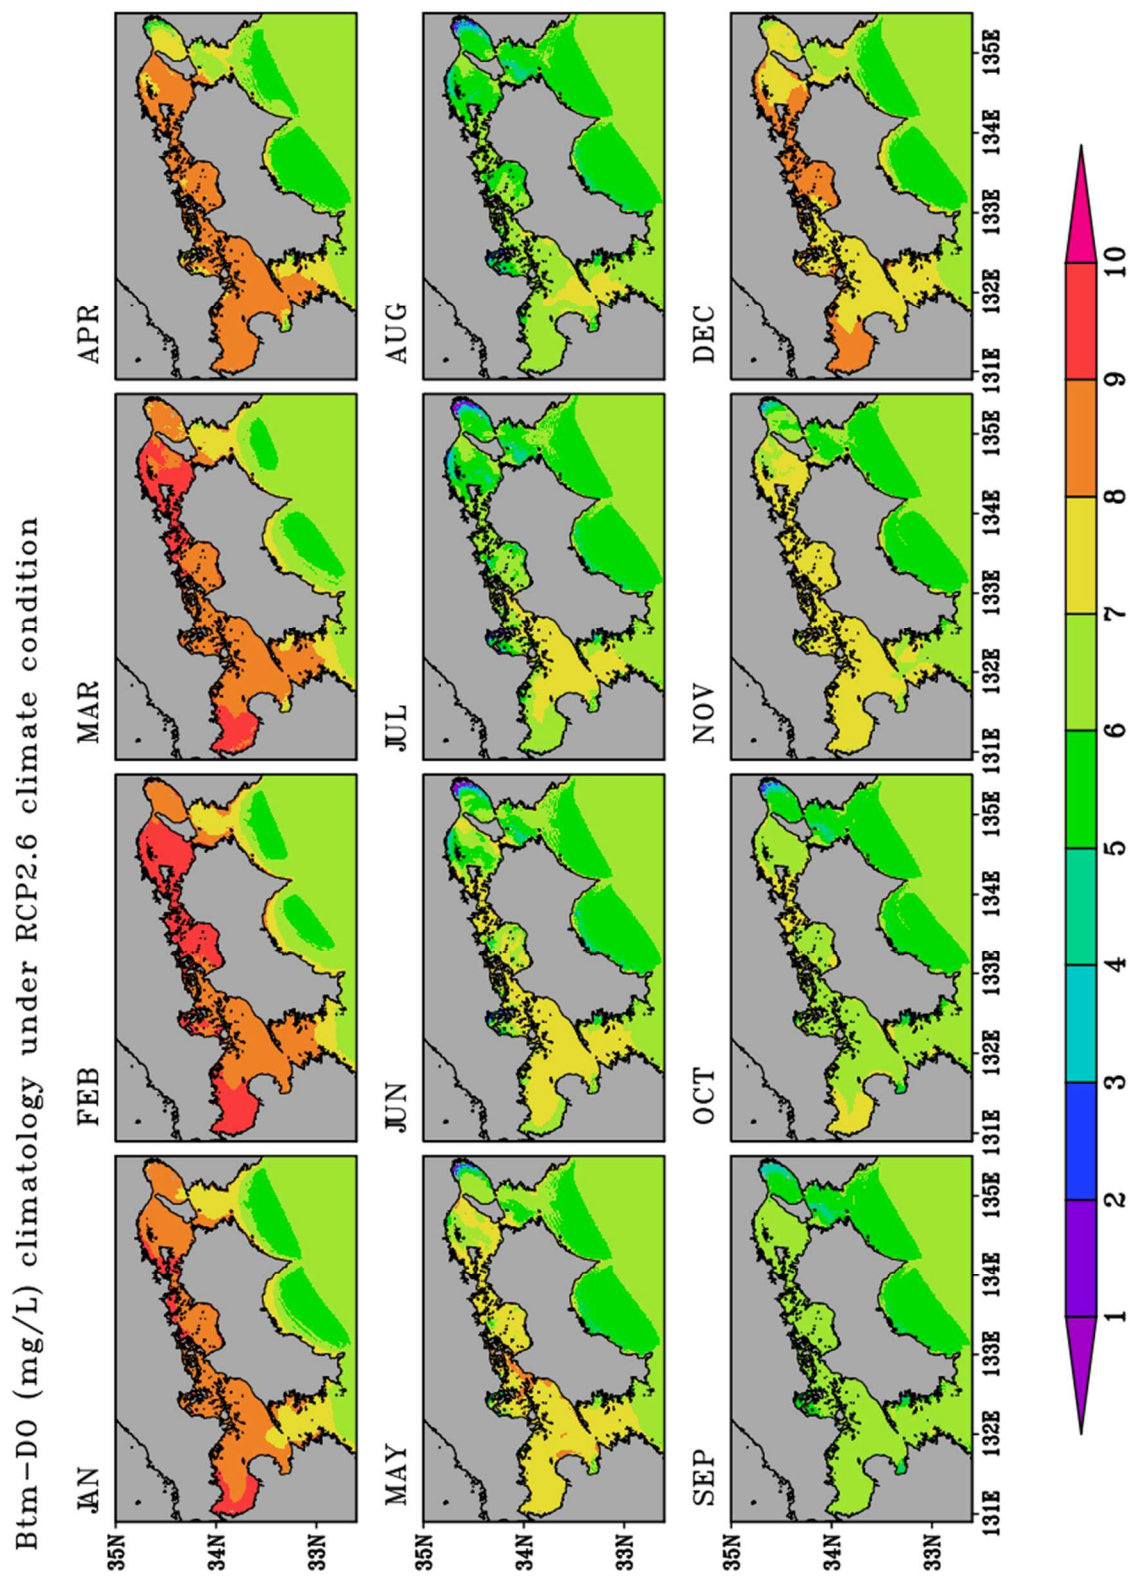 Btm-DO (mg/L) climatology under RCP2.6 climate condition
JAN FEB MAR APR
35N
34N
33N
MAY JUN JUL AUG
35N
34N
33N
SEP OCT NOV DEC
35N
34N
33N
131E 132E 133E 134E 135E 131E 132E 133E 134E 135E 131E 132E 133E 134E 135E 131E 132E 133E 134E 135E
1 2 3 4 5 6 7 8 9 10